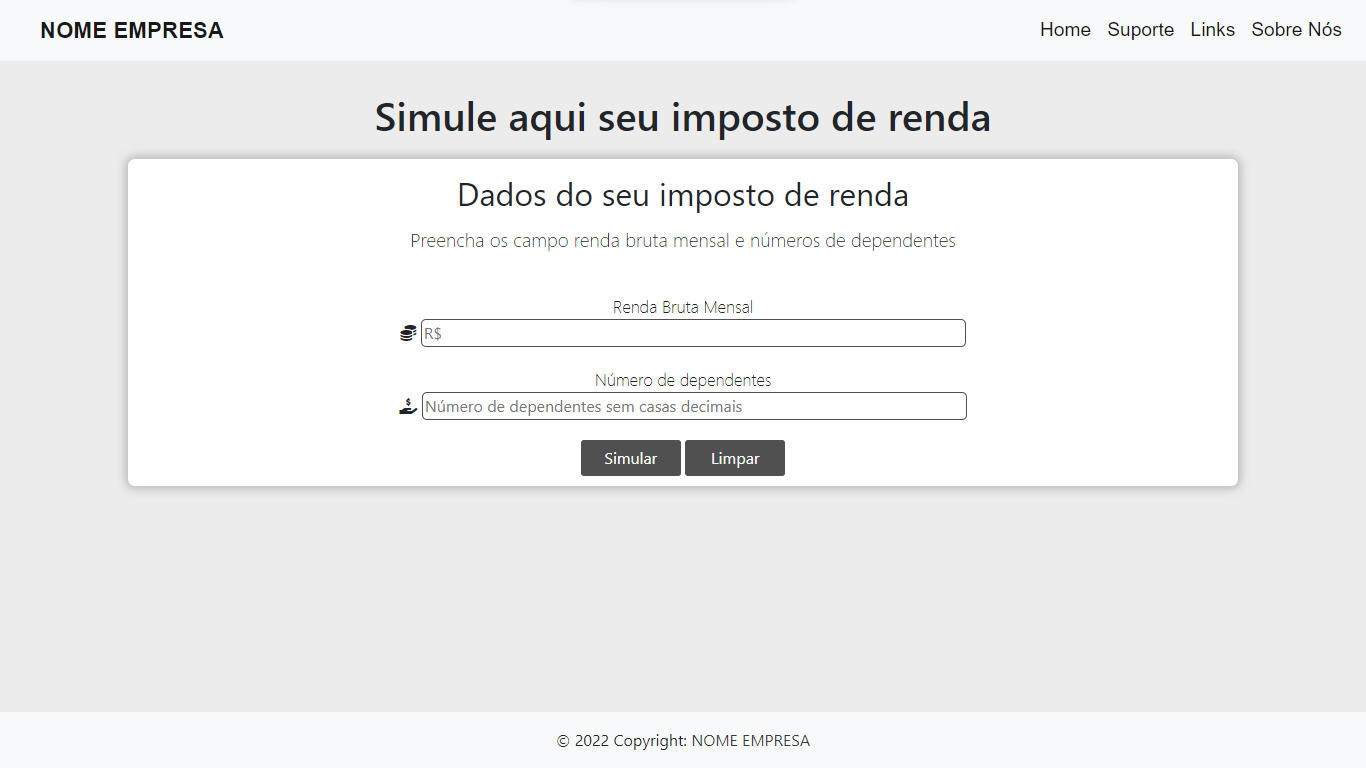 NOME EMPRESA
Home Suporte Links Sobre Nós
Simule aqui seu imposto de renda
Dados do seu imposto de renda
Preencha os campo renda bruta mensal e números de dependentes
Renda Bruta Mensal
R$
Número de dependentes
Número de dependentes sem casas decimais
Simular Limpar
© 2022 Copyright: NOME EMPRESA